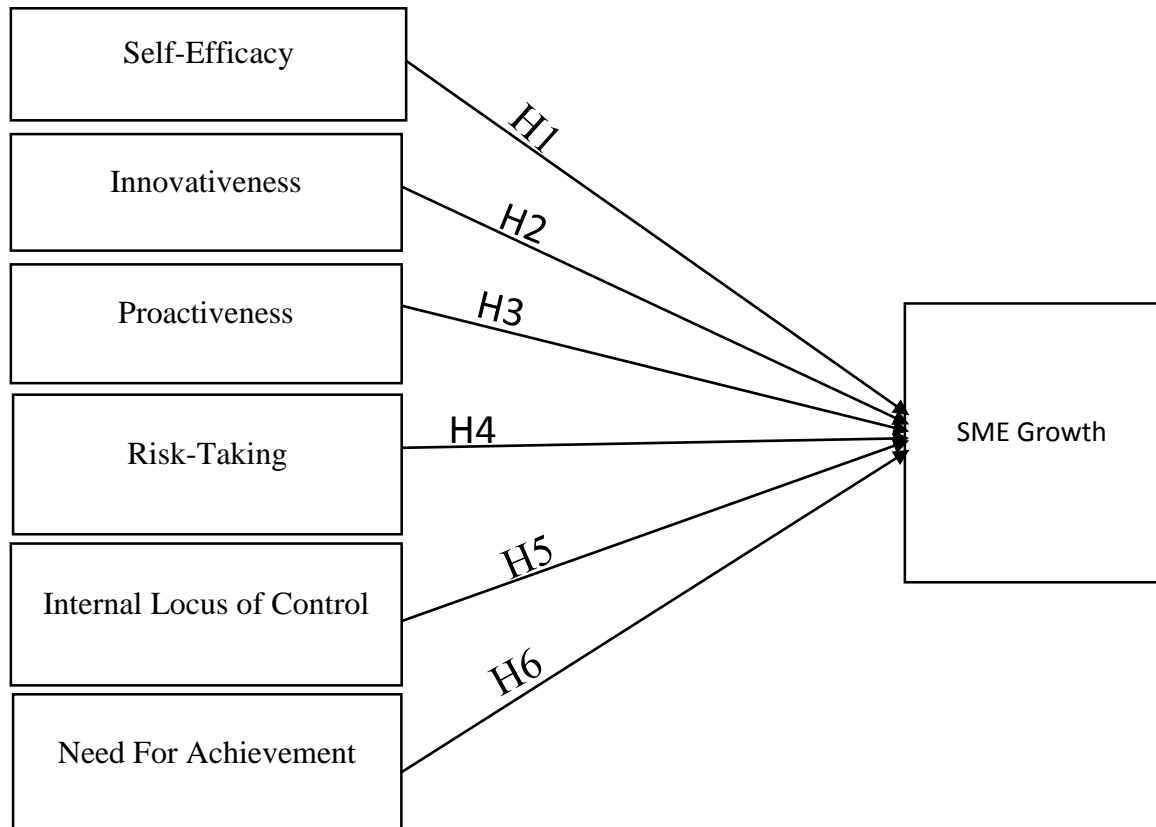 Self-Efficacy
H1
Innovativeness
H2
Proactiveness
H3
Risk-Taking
H4
SME Growth
Internal Locus of Control
H5
Need For Achievement
H6